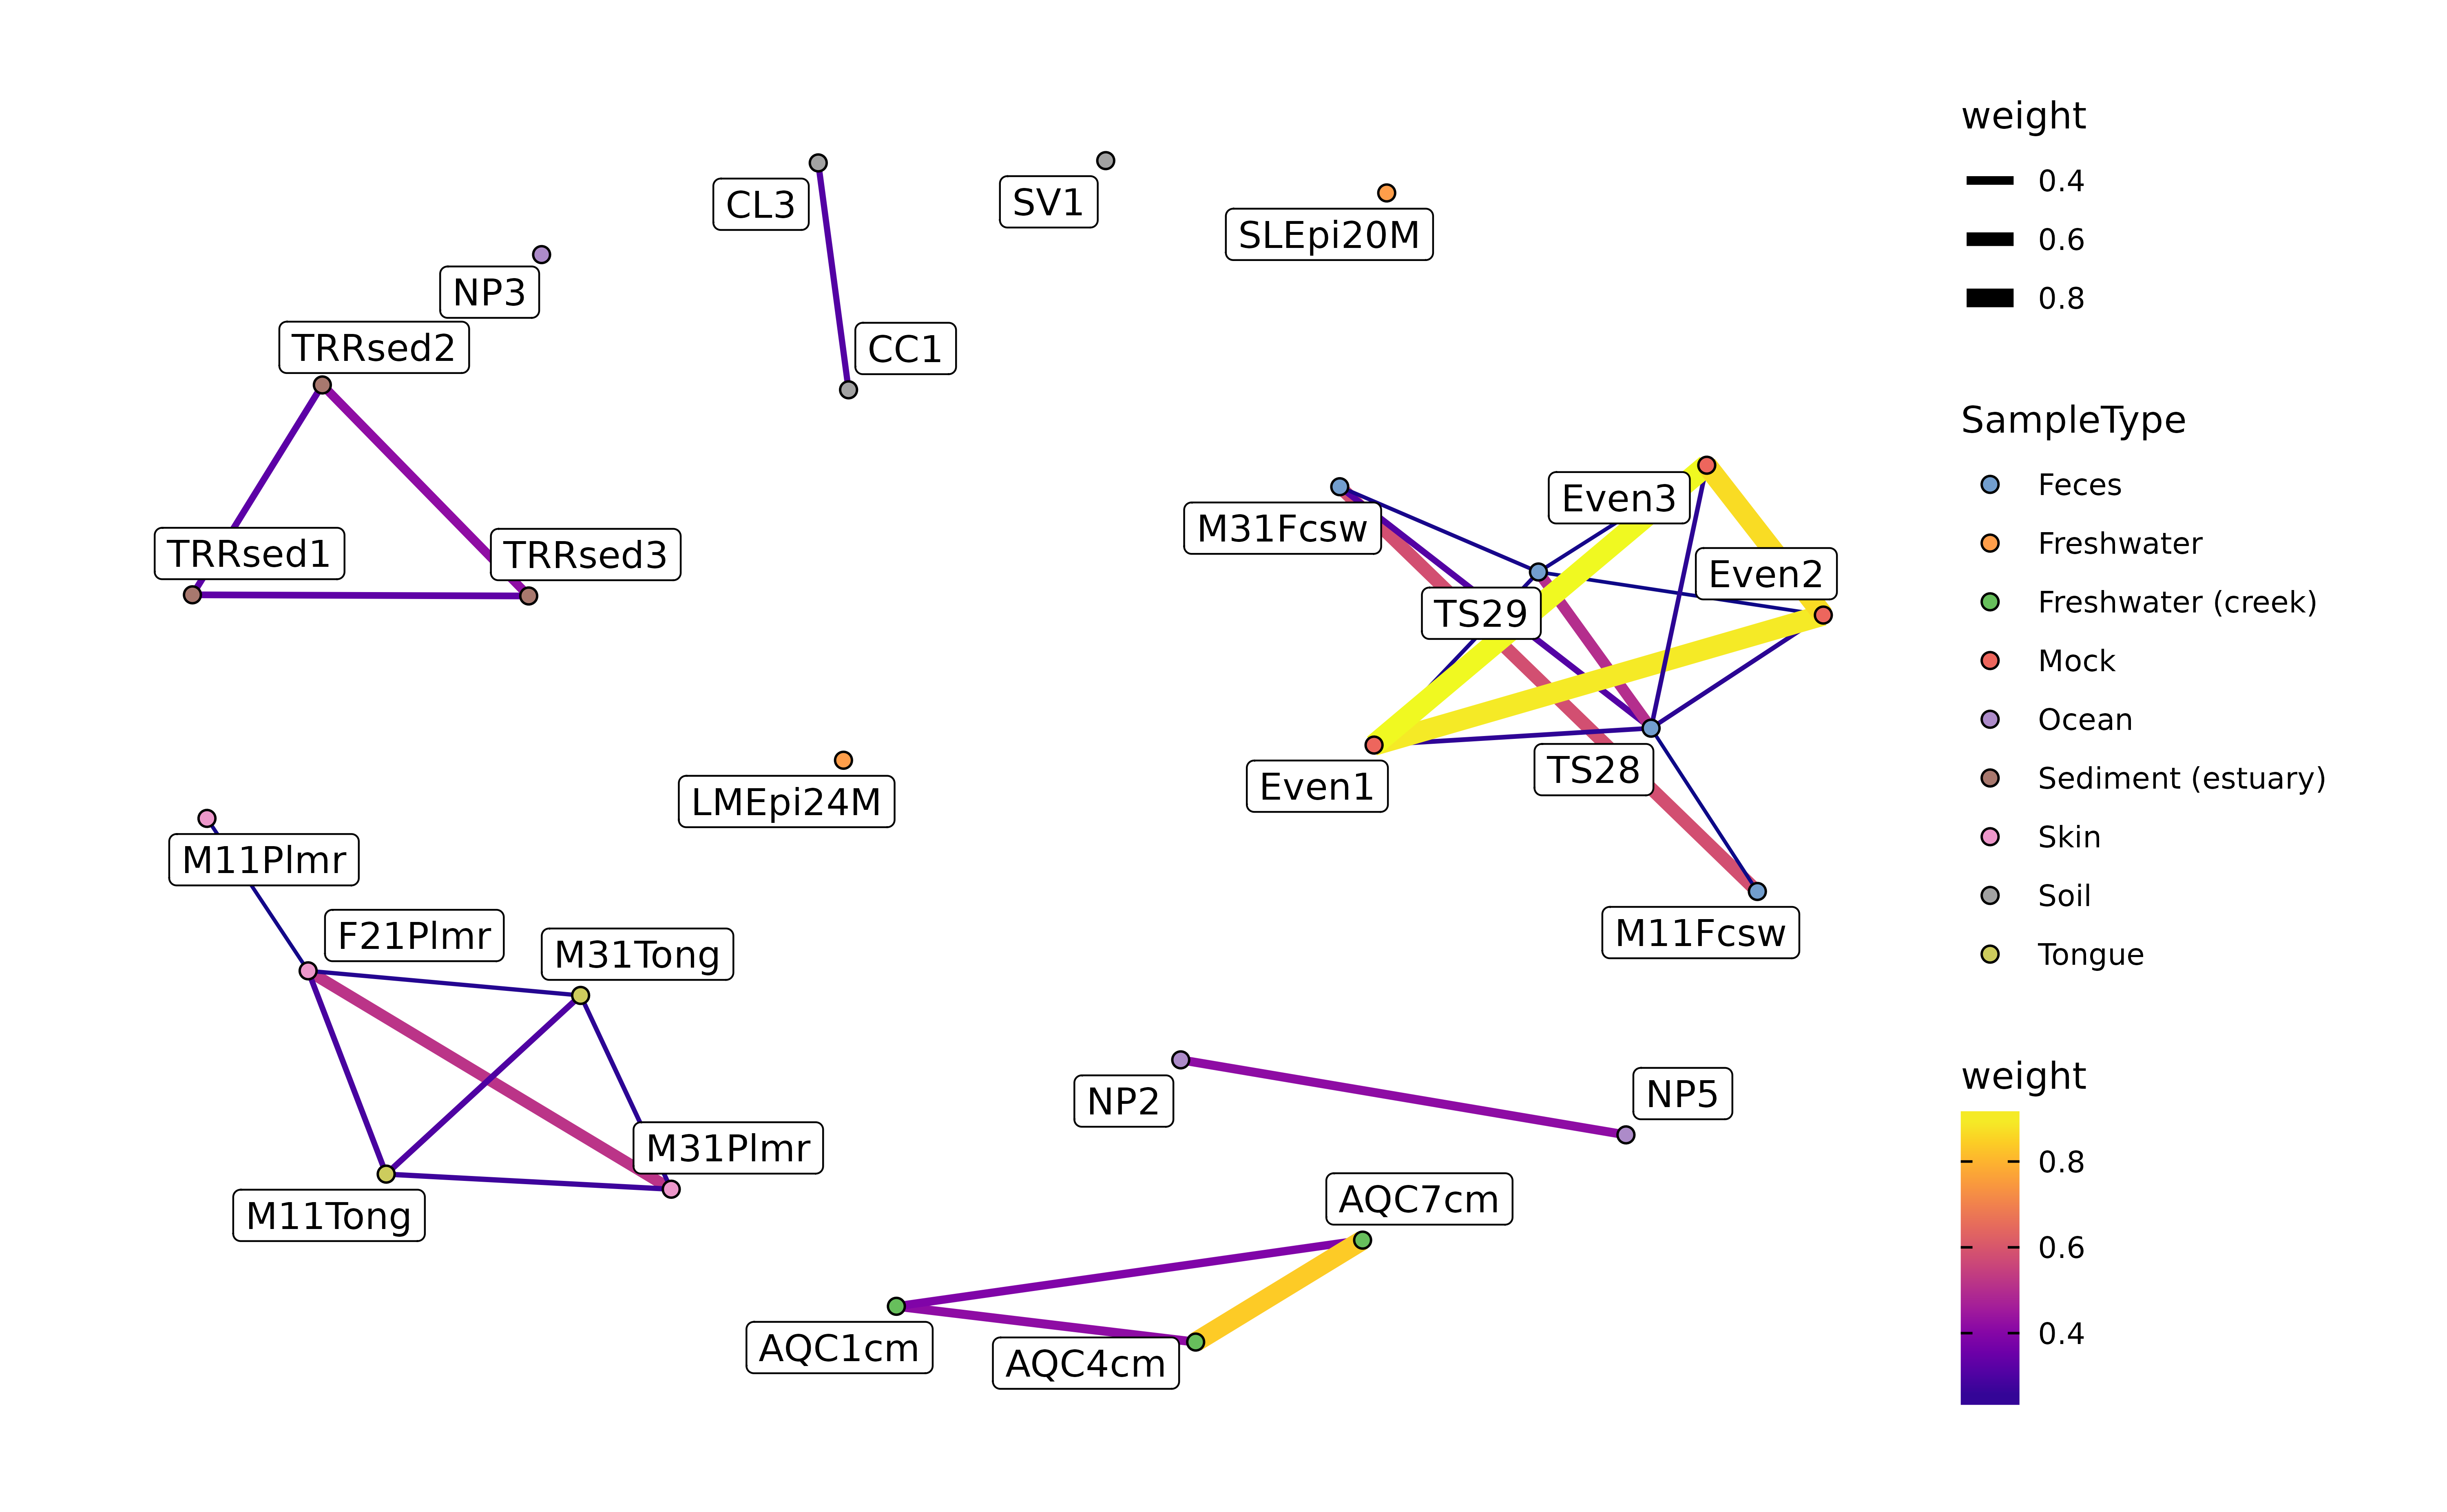 CL3
SV1
SLEpi20M
NP3
TRRsed2
CC1
TRRsed1
TRRsed3
M31Fcsw
Even3
Even2
TS29
Even1
TS28
M11Fcsw
LMEpi24M
M11Plmr
F21Plmr
M31Tong
M31Plmr
M11Tong
NP2
NP5
AQC7cm
AQC1cm
AQC4cm
weight
0.4
0.6
0.8
SampleType
Feces
Freshwater
Freshwater (creek)
Mock
Ocean
Sediment (estuary)
Skin
Soil
Tongue
weight
0.8
0.6
0.4